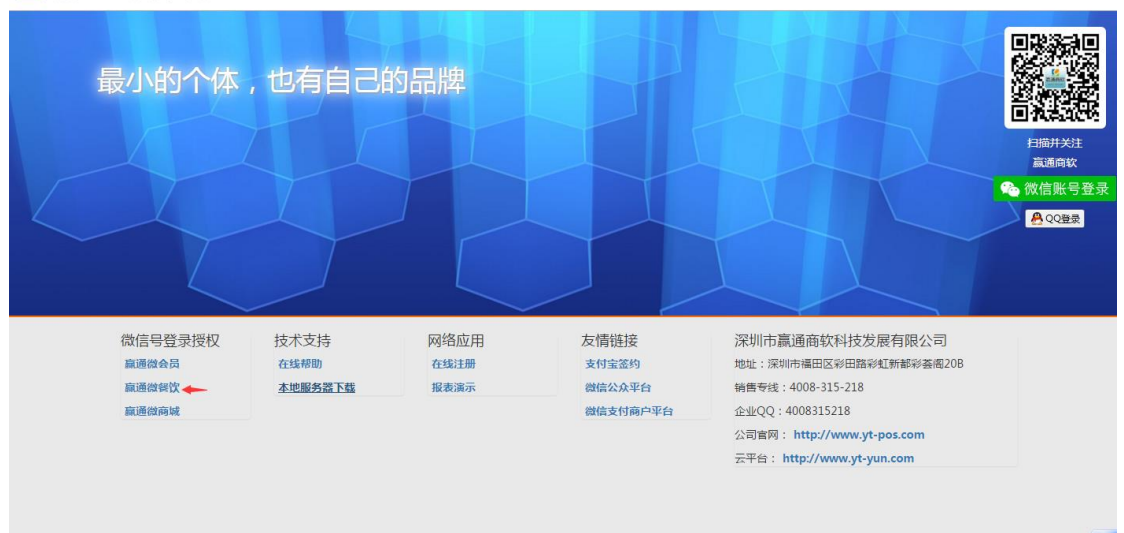 最小的个体，也有自己的品牌
扫描并关注
赢通商软
微信账号登录
QQ登录
微信号登录授权
赢通微会员
赢通微餐饮
赢通微商城
技术支持
在线帮助
本地服务器下载
网络应用
在线注册
报表演示
友情链接
支付宝签约
微信公众平台
微信支付商户平台
深圳市赢通商软科技发展有限公司
地址：深圳市福田区彩田路彩虹新都彩荟阁20B
销售专线：4008-315-218
企业QQ：4008315218
公司官网： http://www.yt-pos.com
云平台： http://www.yt-yun.com